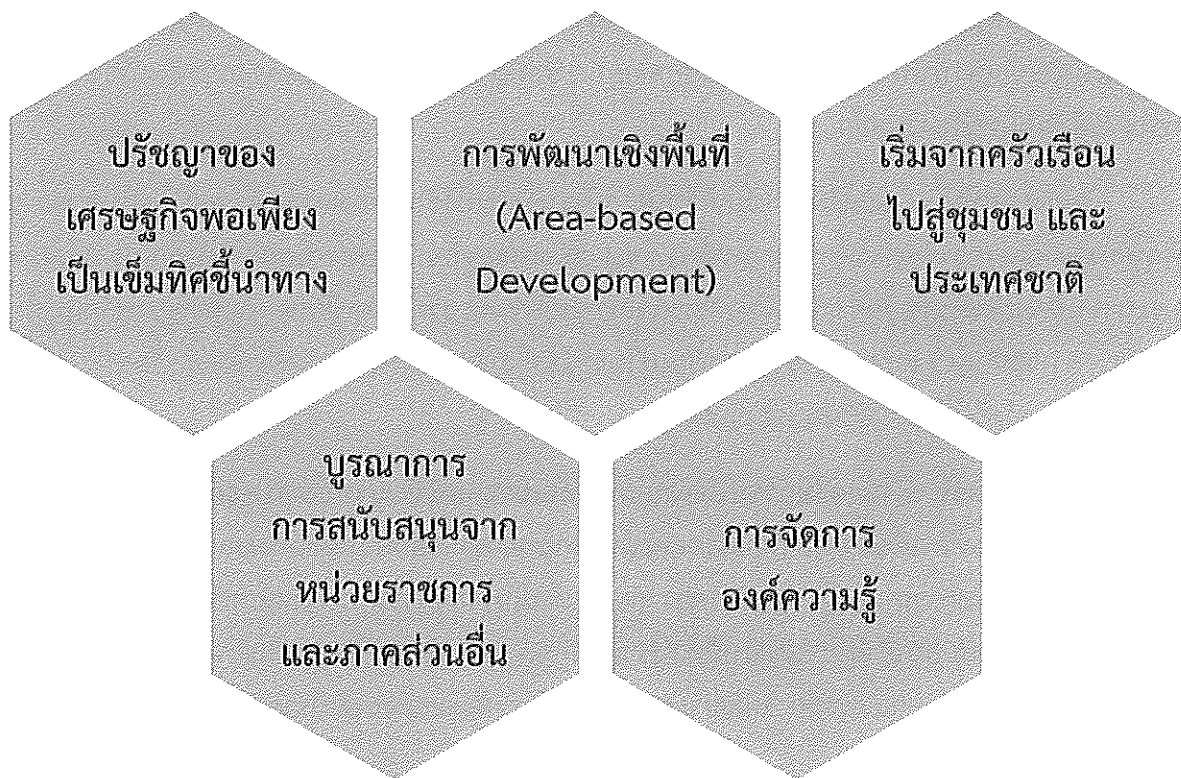 ปรัชญาของ
เศรษฐกิจพอเพียง
เป็นเข็มทิศชี้นำทาง
การพัฒนาเชิงพื้นที่
(Area-based
Development)
เริ่มจากครัวเรือน
ไปสู่ชุมชน และ
ประเทศชาติ
บูรณาการ
การสนับสนุนจาก
หน่วยราชการ
และภาคส่วนอื่น
การจัดการ
องค์ความรู้